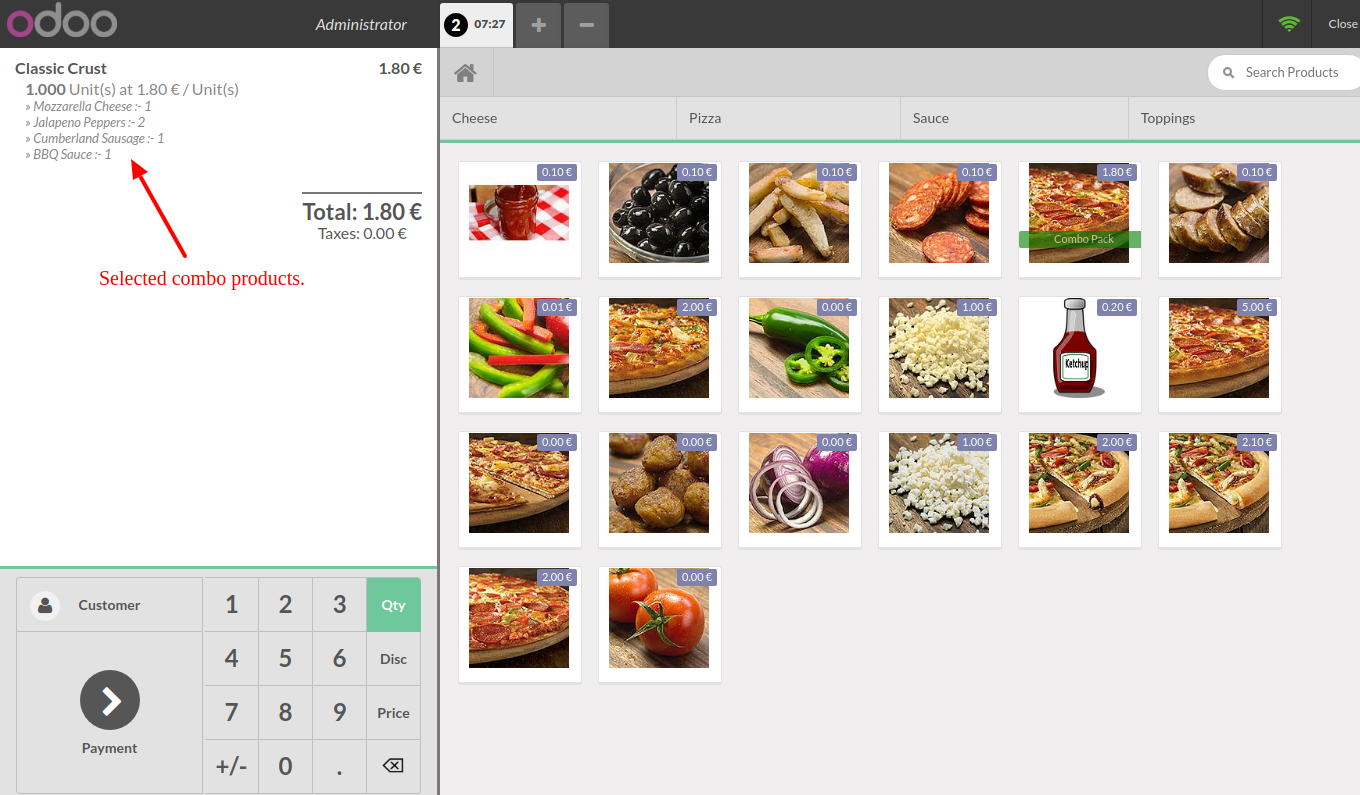 odoo
Administrator
2 07:27
Close
Classic Crust 1.80 €
1.000 Unit(s) at 1.80 € / Unit(s)
» Mozzarella Cheese :- 1
» Jalapeno Peppers :- 2
» Cumberland Sausage :- 1
» BBQ Sauce :- 1
Total: 1.80 €
Taxes: 0.00 €
Selected combo products.
Customer
Payment
1 2 3 Qty
4 5 6 Disc
7 8 9 Price
+/- 0 .
Search Products
Cheese Pizza Sauce Toppings
0.10 € 0.10 € 0.10 € 0.10 € 1.80 € 0.10 €
Combo Pack
0.01 € 2.00 € 0.00 € 1.00 € 0.20 € 5.00 €
Ketchup
0.00 € 0.00 € 0.00 € 1.00 € 2.00 € 2.10 €
2.00 € 0.00 €